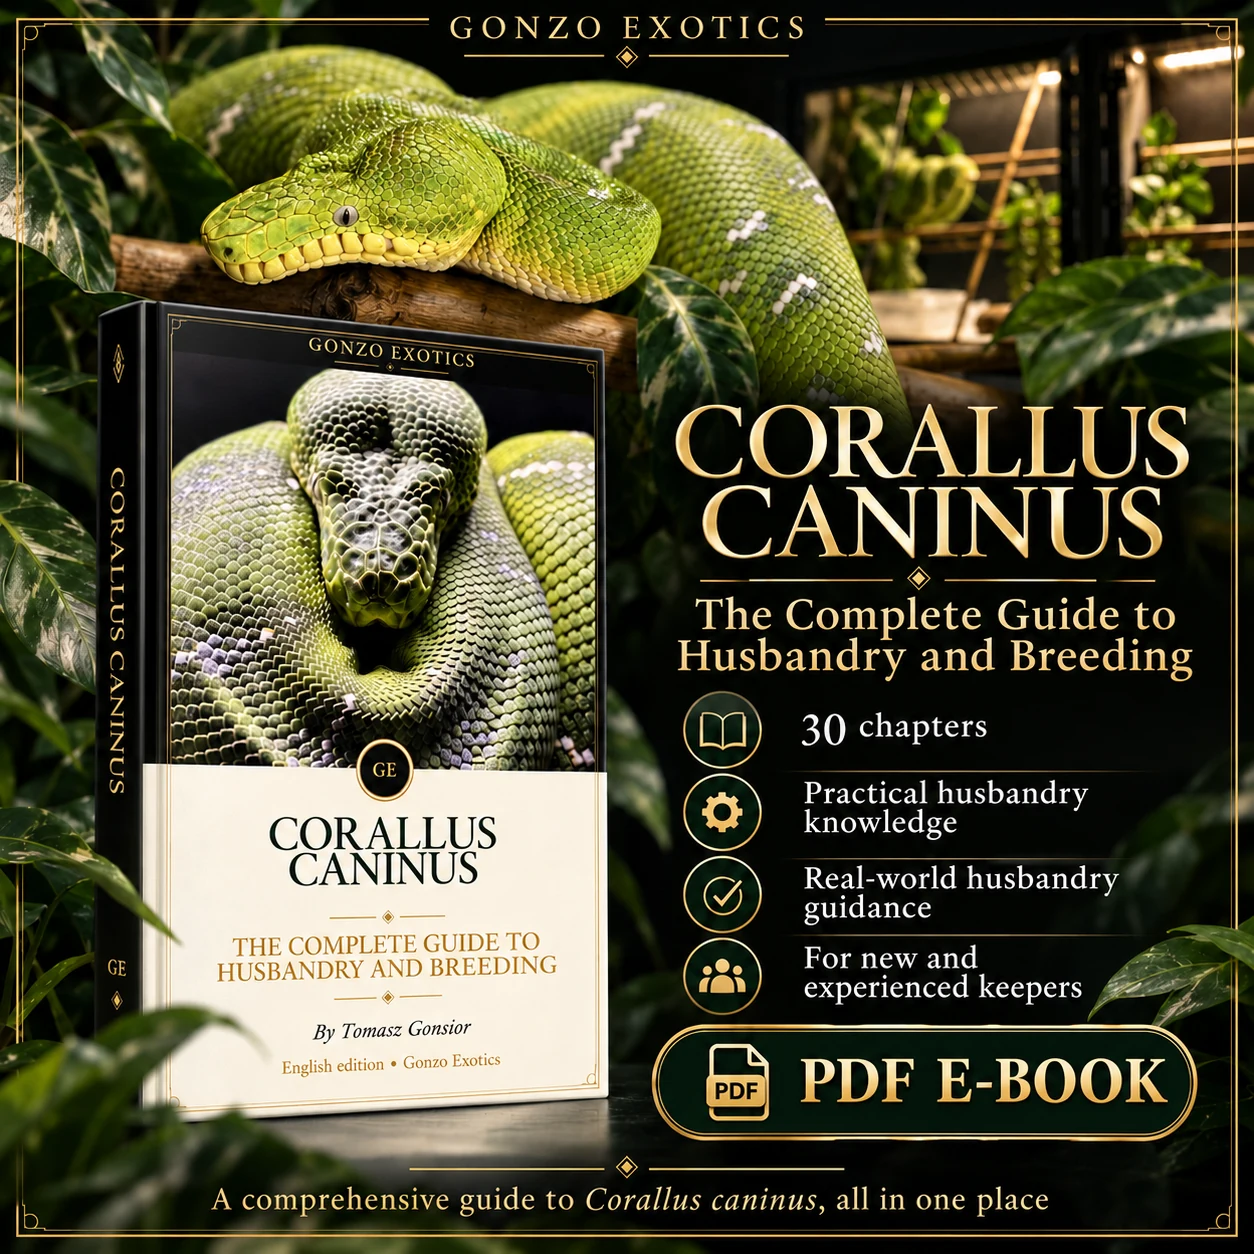 GONZO EXOTICS
GONZO EXOTICS
CORALLUS CANINUS
GE
GE
CORALLUS
CANINUS
THE COMPLETE GUIDE TO
HUSBANDRY AND BREEDING
By Tomasz Gonsior
English edition • Gonzo Exotics
CORALLUS
CANINUS
The Complete Guide to
Husbandry and Breeding
30 chapters
Practical husbandry
knowledge
Real-world husbandry
guidance
For new and
experienced keepers
PDF
PDF E-BOOK
A comprehensive guide to Corallus caninus, all in one place